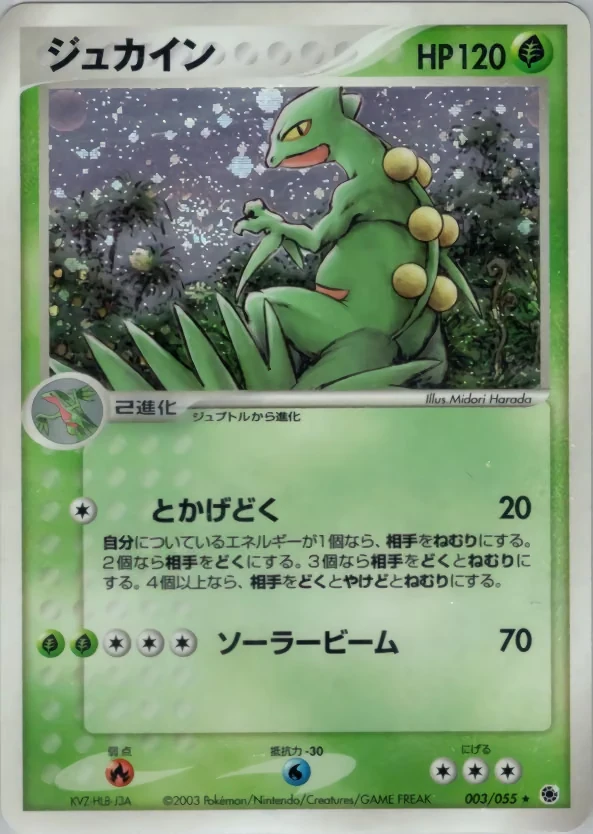 ジュカイン
HP120
Illus. Midori Harada
2進化
ジュプトルから進化
とかげどく 20
自分についているエネルギーが1個なら、相手をねむりにする。
2個なら相手をどくにする。3個なら相手をどくとねむりに
する。4個以上なら、相手をどくとやけどとねむりにする。
ソーラービーム 70
弱点 抵抗力 -30 にげる
©2003 Pokémon/Nintendo/Creatures/GAME FREAK 003/055 ★